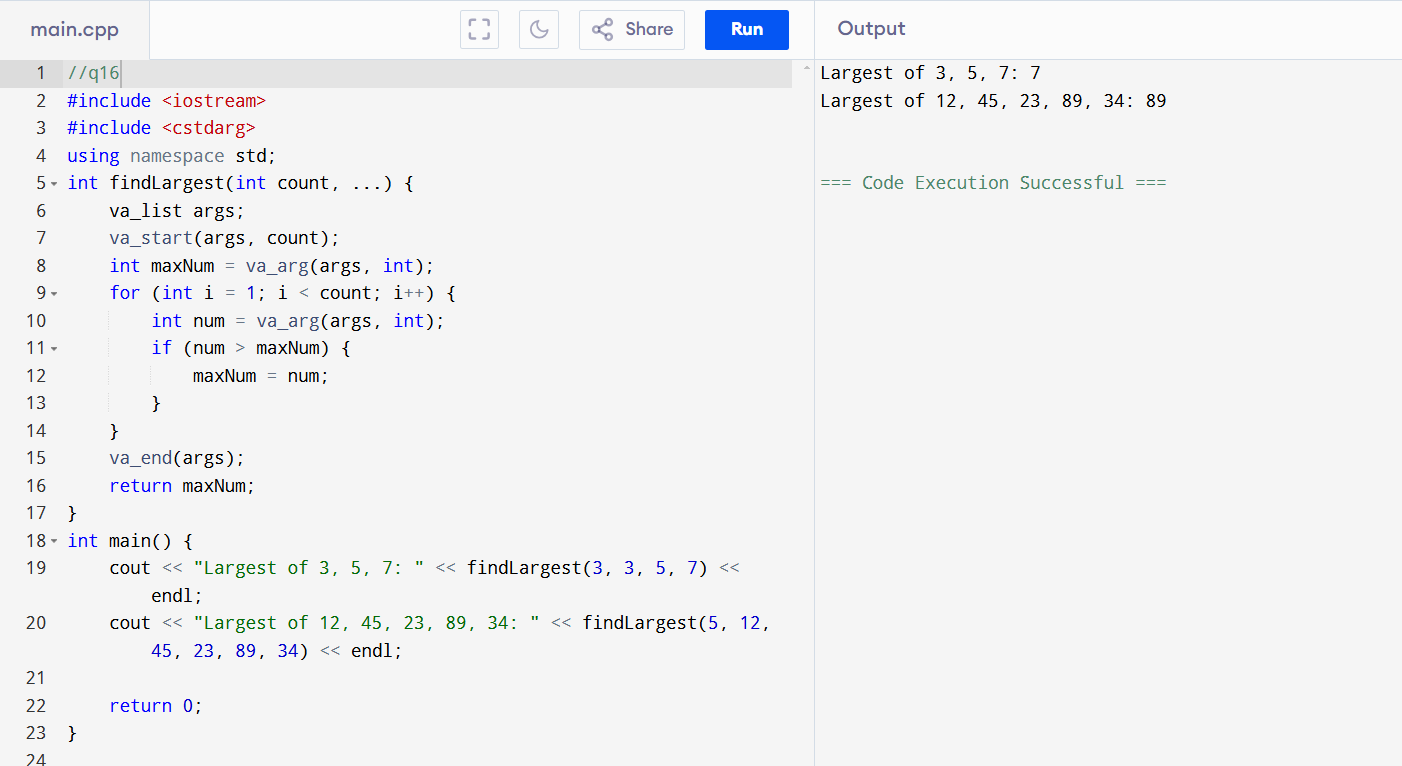 main.cpp
Share
Run
Output
1 //q16
2 #include <iostream>
3 #include <cstdarg>
4 using namespace std;
5 int findLargest(int count, ...) {
6     va_list args;
7     va_start(args, count);
8     int maxNum = va_arg(args, int);
9     for (int i = 1; i < count; i++) {
10         int num = va_arg(args, int);
11         if (num > maxNum) {
12             maxNum = num;
13         }
14     }
15     va_end(args);
16     return maxNum;
17 }
18 int main() {
19     cout << "Largest of 3, 5, 7: " << findLargest(3, 3, 5, 7) <<
        endl;
20     cout << "Largest of 12, 45, 23, 89, 34: " << findLargest(5, 12,
        45, 23, 89, 34) << endl;
21
22     return 0;
23 }
24
Largest of 3, 5, 7: 7
Largest of 12, 45, 23, 89, 34: 89
=== Code Execution Successful ===